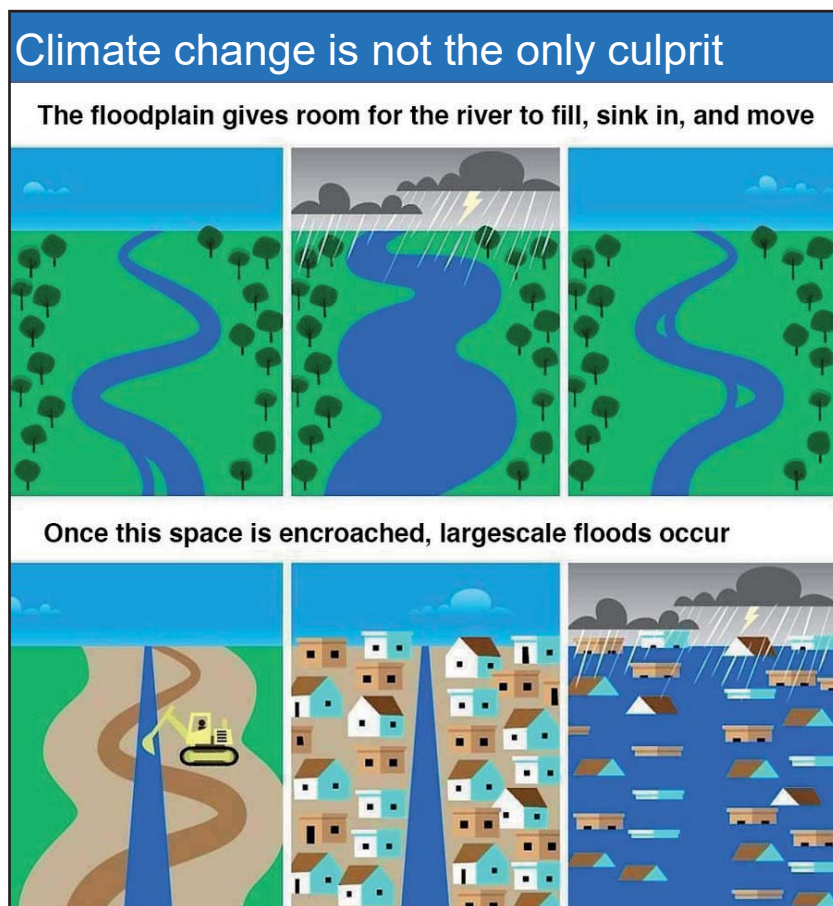 Climate change is not the only culprit
The floodplain gives room for the river to fill, sink in, and move
Once this space is encroached, largescale floods occur